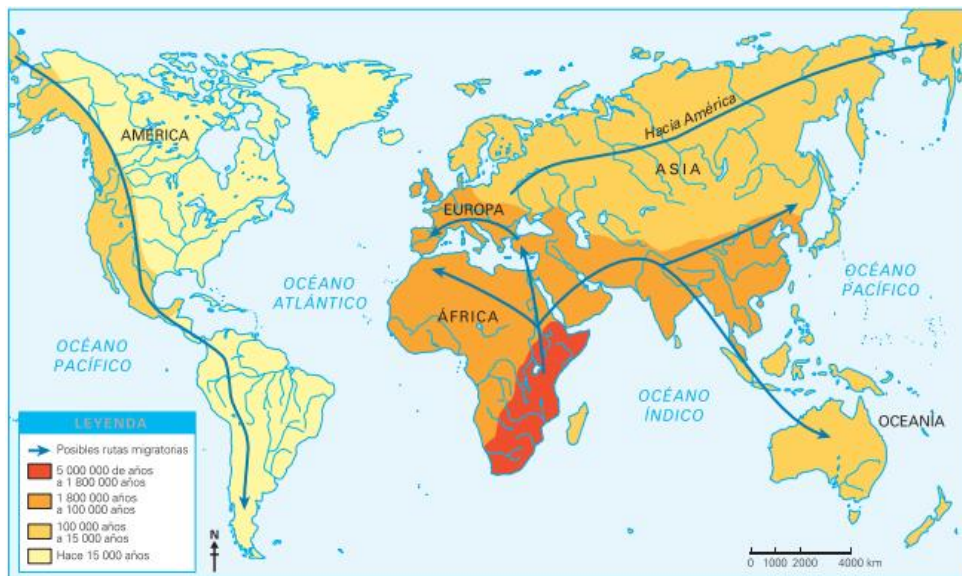 AMÉRICA
Hacia América
ASIA
EUROPA
OCÉANO
ATLÁNTICO
OCÉANO
PACÍFICO
ÁFRICA
OCÉANO
PACÍFICO
OCÉANO
ÍNDICO
OCEANÌA
LEYENDA
Posibles rutas migratorias
5 000 000 de años
a 1 800 000 años
1 800 000 años
a 100 000 años
100 000 años
a 15 000 años
Hace 15 000 años
N
0 1000 2000 4000 km